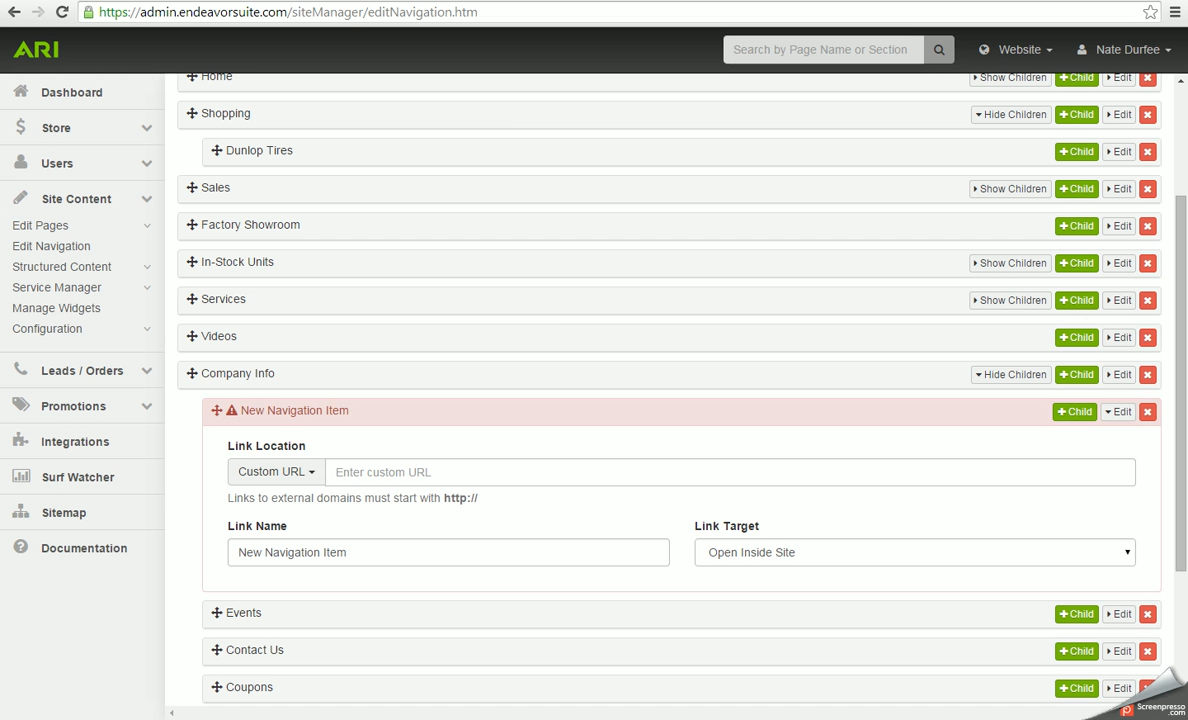 https://admin.endeavorsuite.com/siteManager/editNavigation.htm
ARI
Search by Page Name or Section
Website
Nate Durfee
Dashboard
Store
Users
Site Content
Edit Pages
Edit Navigation
Structured Content
Service Manager
Manage Widgets
Configuration
Leads / Orders
Promotions
Integrations
Surf Watcher
Sitemap
Documentation
Home Show Children Child Edit
Shopping Hide Children Child Edit
Dunlop Tires Child Edit
Sales Show Children Child Edit
Factory Showroom Child Edit
In-Stock Units Show Children Child Edit
Services Show Children Child Edit
Videos Child Edit
Company Info Hide Children Child Edit
New Navigation Item Child Edit
Link Location
Custom URL Enter custom URL
Links to external domains must start with http://
Link Name Link Target
New Navigation Item Open Inside Site
Events Child Edit
Contact Us Child Edit
Coupons Child Edit
Screenpresso
.com